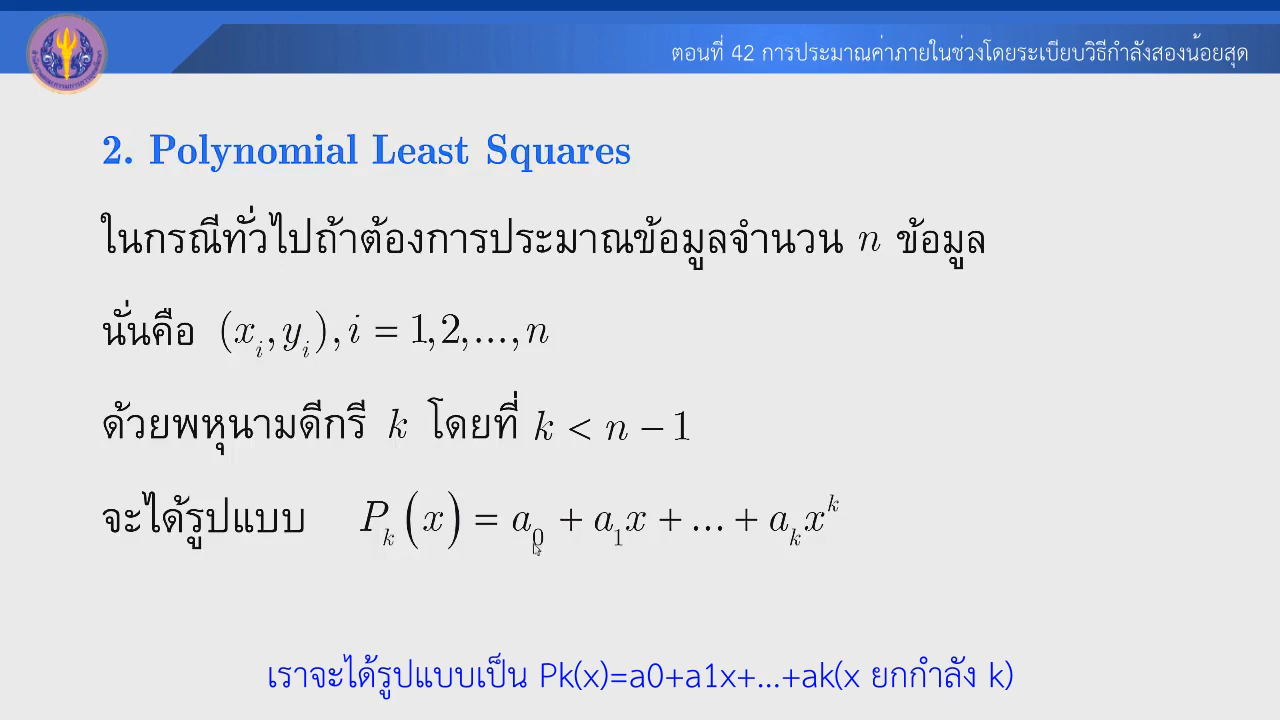 ตอนที่ 42 การประมาณค่าภายในช่วงโดยระเบียบวิธีกำลังสองน้อยสุด
2. Polynomial Least Squares
ในกรณีทั่วไปถ้าต้องการประมาณข้อมูลจำนวน n ข้อมูล
นั่นคือ (x_i, y_i), i = 1,2,...,n
ด้วยพหุนามดีกรี k โดยที่ k < n − 1
จะได้รูปแบบ P_k(x) = a_0 + a_1x + ... + a_kx^k
เราจะได้รูปแบบเป็น Pk(x)=a0+a1x+...+ak(x ยกกำลัง k)